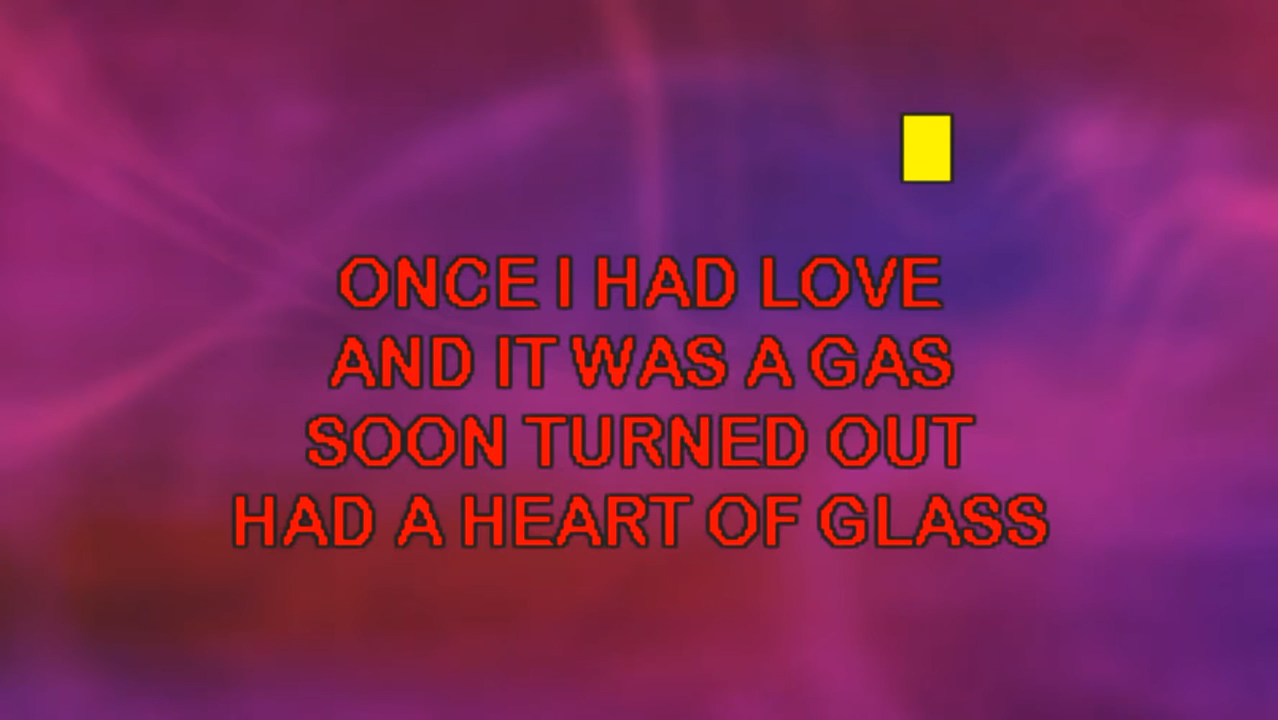 ONCE I HAD LOVE
AND IT WAS A GAS
SOON TURNED OUT
HAD A HEART OF GLASS